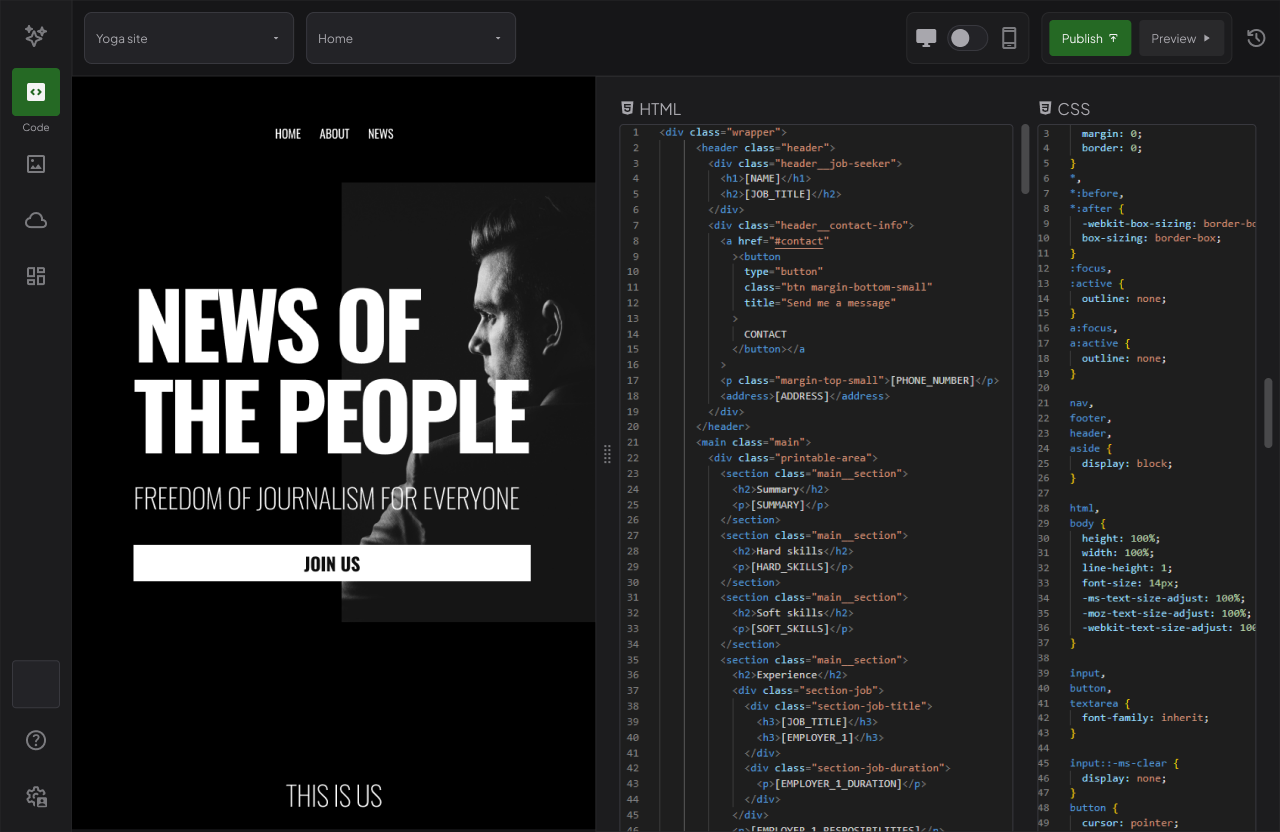 Yoga site
Home
Publish
Preview
Code
HOME ABOUT NEWS
NEWS OF
THE PEOPLE
FREEDOM OF JOURNALISM FOR EVERYONE
JOIN US
THIS IS US
HTML
1 <div class="wrapper">
2 <header class="header">
3 <div class="header__job-seeker">
4 <h1>[NAME]</h1>
5 <h2>[JOB_TITLE]</h2>
6 </div>
7 <div class="header__contact-info">
8 <a href="#contact"
9 ><button
10 type="button"
11 class="btn margin-bottom-small"
12 title="Send me a message"
13 >
14 CONTACT
15 </button></a
16 >
17 <p class="margin-top-small">[PHONE_NUMBER]</p>
18 <address>[ADDRESS]</address>
19 </div>
20 </header>
21 <main class="main">
22 <div class="printable-area">
23 <section class="main__section">
24 <h2>Summary</h2>
25 <p>[SUMMARY]</p>
26 </section>
27 <section class="main__section">
28 <h2>Hard skills</h2>
29 <p>[HARD_SKILLS]</p>
30 </section>
31 <section class="main__section">
32 <h2>Soft skills</h2>
33 <p>[SOFT_SKILLS]</p>
34 </section>
35 <section class="main__section">
36 <h2>Experience</h2>
37 <div class="section-job">
38 <div class="section-job-title">
39 <h3>[JOB_TITLE]</h3>
40 <h3>[EMPLOYER_1]</h3>
41 </div>
42 <div class="section-job-duration">
43 <p>[EMPLOYER_1_DURATION]</p>
44 </div>
45 </div>
46 <p>[EMPLOYER_1_RESPOSIBILITIES]</p>
CSS
3 margin: 0;
4 border: 0;
5 }
6 *,
7 *:before,
8 *:after {
9 -webkit-box-sizing: border-bo
10 box-sizing: border-box;
11 }
12 :focus,
13 :active {
14 outline: none;
15 }
16 a:focus,
17 a:active {
18 outline: none;
19 }
20
21 nav,
22 footer,
23 header,
24 aside {
25 display: block;
26 }
27
28 html,
29 body {
30 height: 100%;
31 width: 100%;
32 line-height: 1;
33 font-size: 14px;
34 -ms-text-size-adjust: 100%;
35 -moz-text-size-adjust: 100%;
36 -webkit-text-size-adjust: 100
37 }
38
39 input,
40 button,
41 textarea {
42 font-family: inherit;
43 }
44
45 input::-ms-clear {
46 display: none;
47 }
48 button {
49 cursor: pointer;